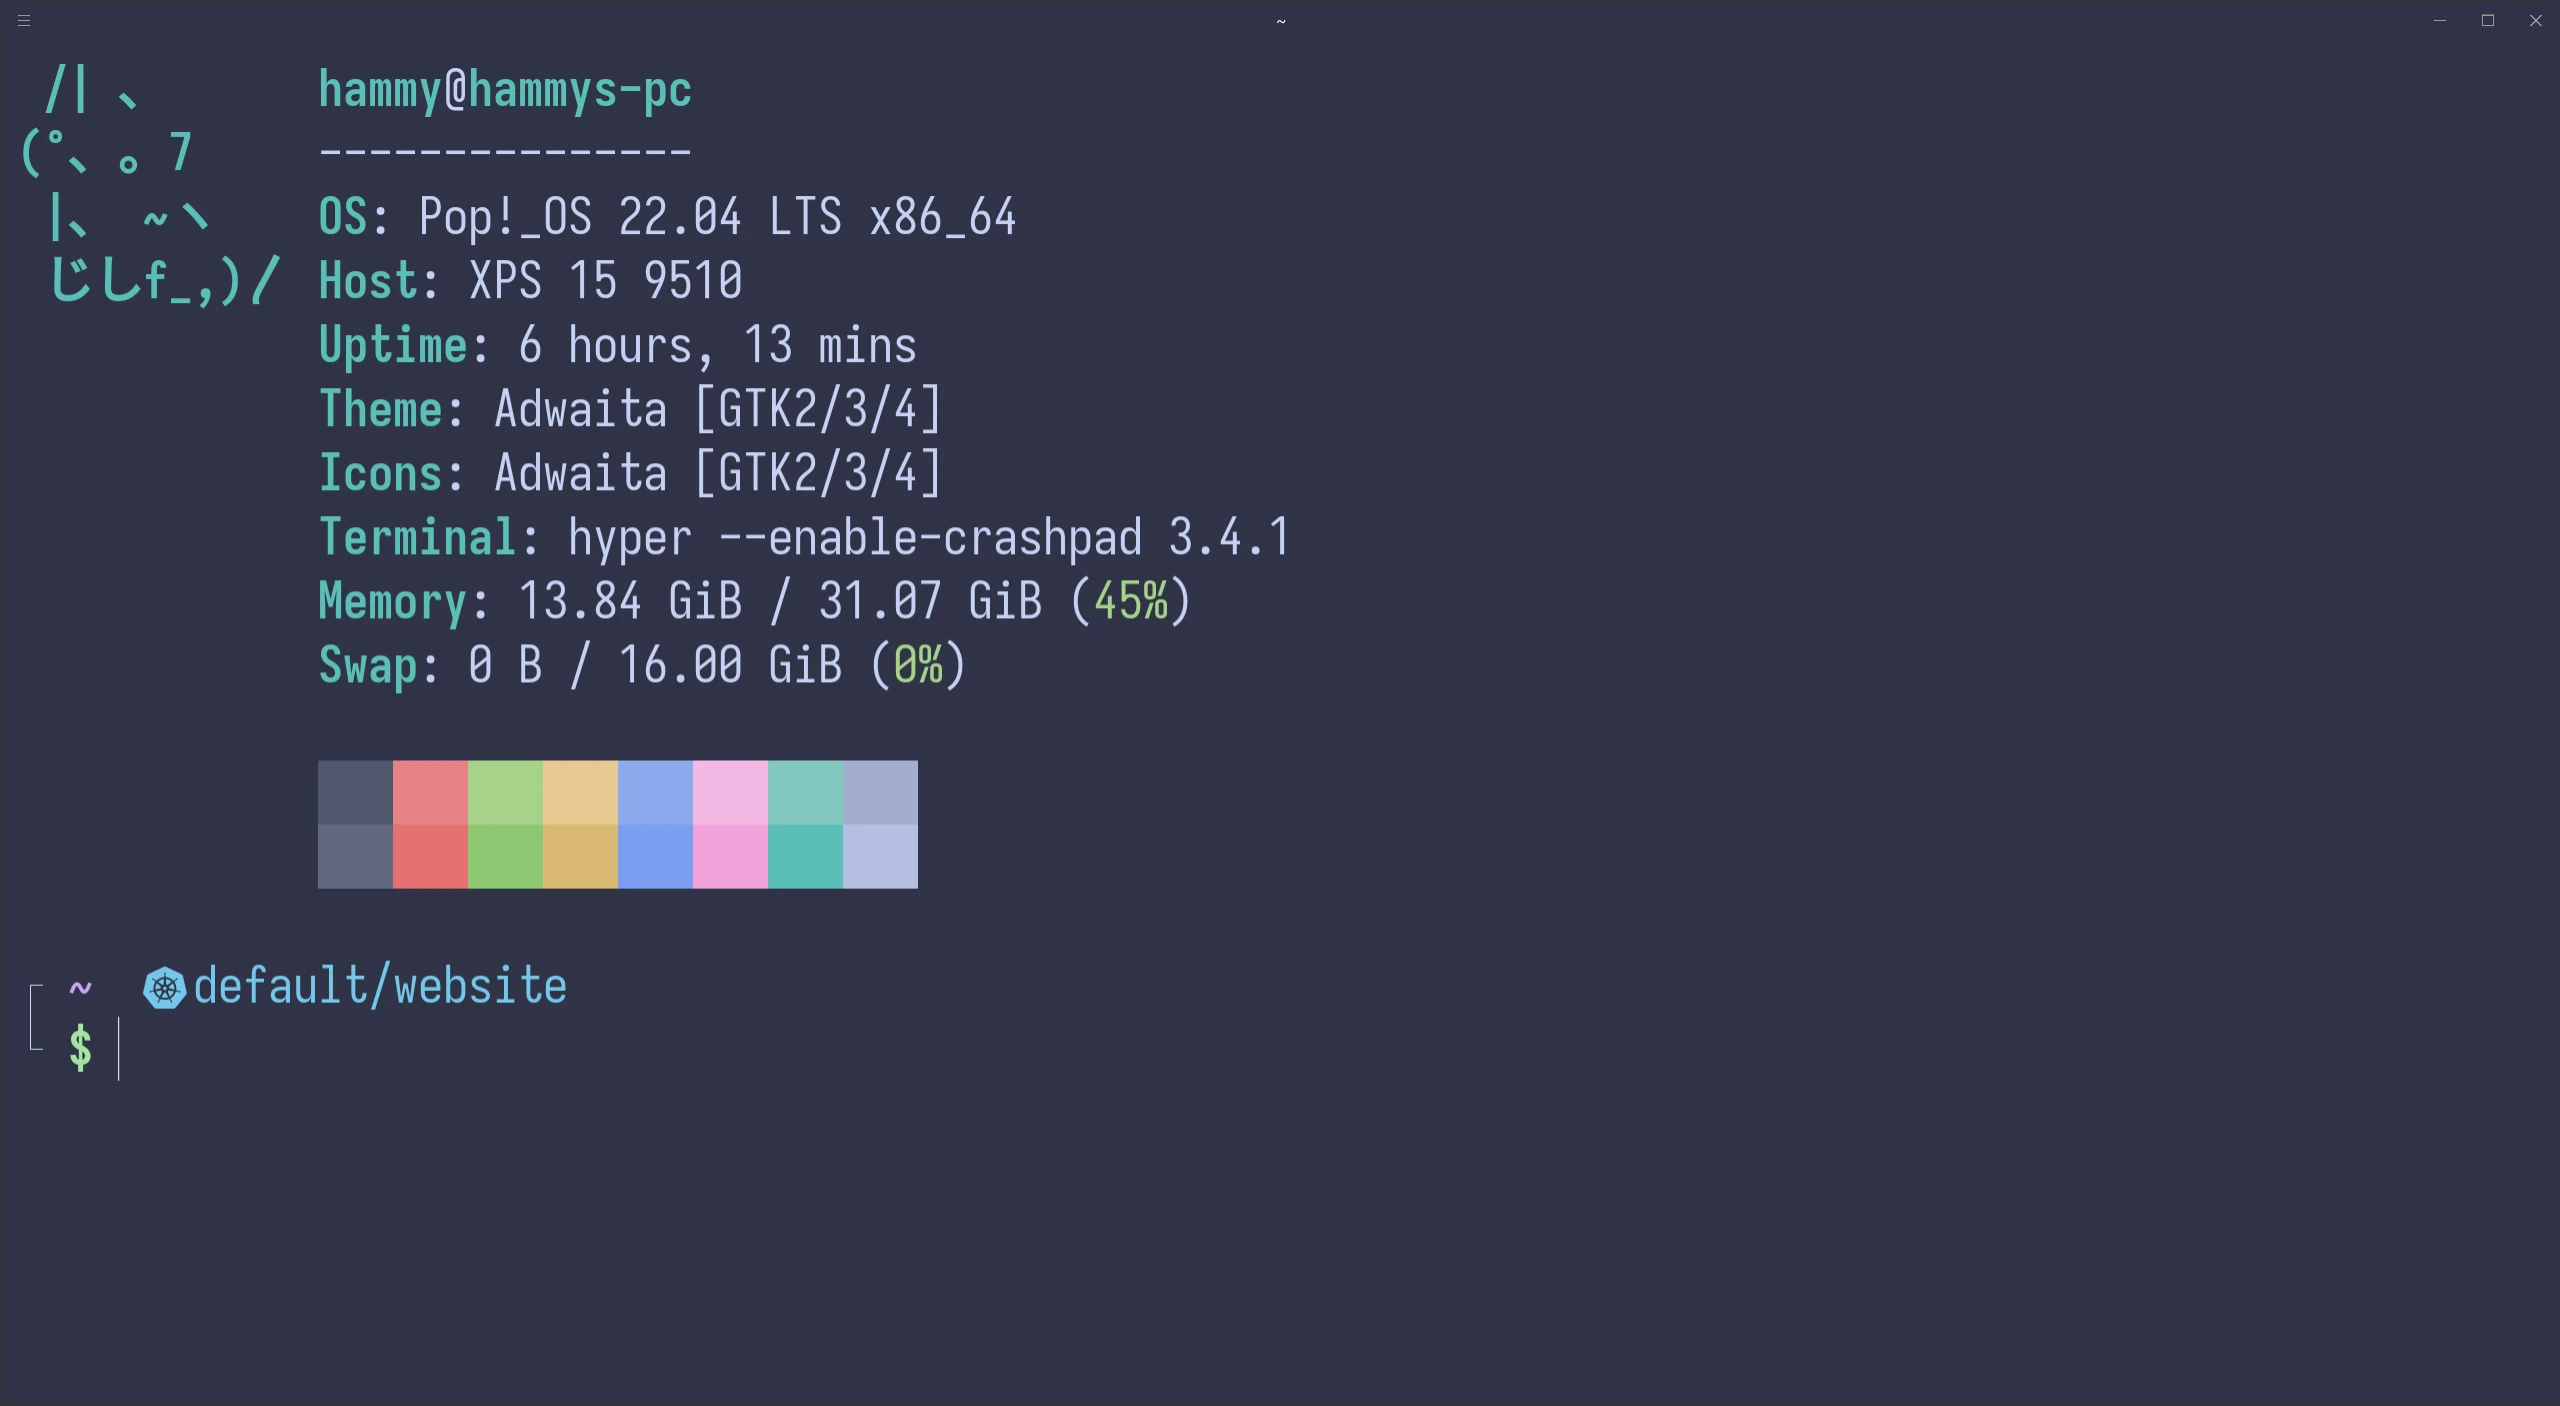 ~
/| 、
(ﾟ､ 。7
|、 ~ヽ
じしf_,)/
hammy@hammys-pc
---------------
OS: Pop!_OS 22.04 LTS x86_64
Host: XPS 15 9510
Uptime: 6 hours, 13 mins
Theme: Adwaita [GTK2/3/4]
Icons: Adwaita [GTK2/3/4]
Terminal: hyper --enable-crashpad 3.4.1
Memory: 13.84 GiB / 31.07 GiB (45%)
Swap: 0 B / 16.00 GiB (0%)
~ default/website
$